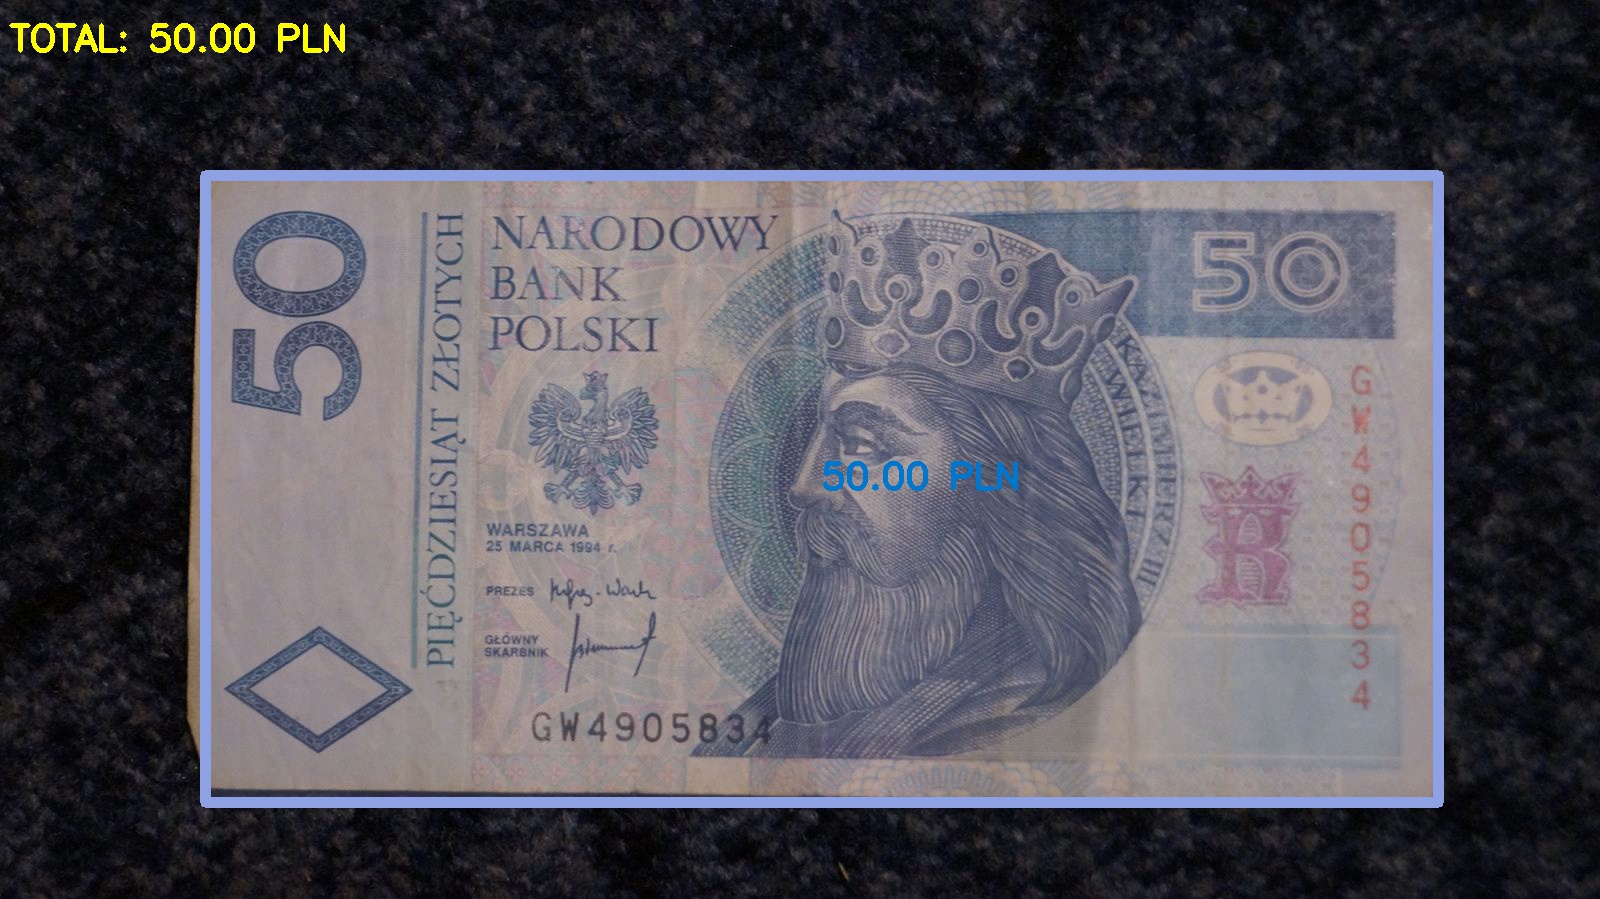 TOTAL: 50.00 PLN
50
PIĘĆDZIESIĄT ZŁOTYCH
NARODOWY
BANK
POLSKI
50
KAZIMIERZ III
WIELKI
50.00 PLN
WARSZAWA
25 MARCA 1994 r.
PREZES
GŁÓWNY
SKARBNIK
GW4905834
GW4905834